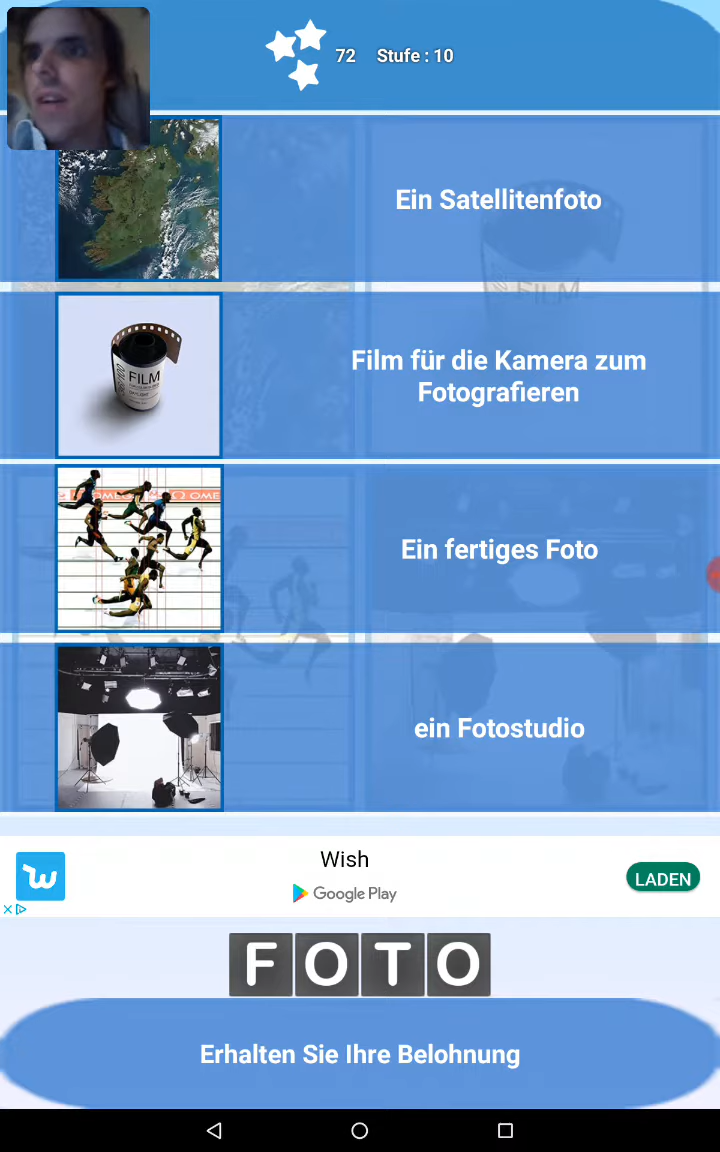 72 Stufe : 10
Ein Satellitenfoto
FILM
Film für die Kamera zum
Fotografieren
Ein fertiges Foto
ein Fotostudio
Wish
Google Play
LADEN
FOTO
Erhalten Sie Ihre Belohnung